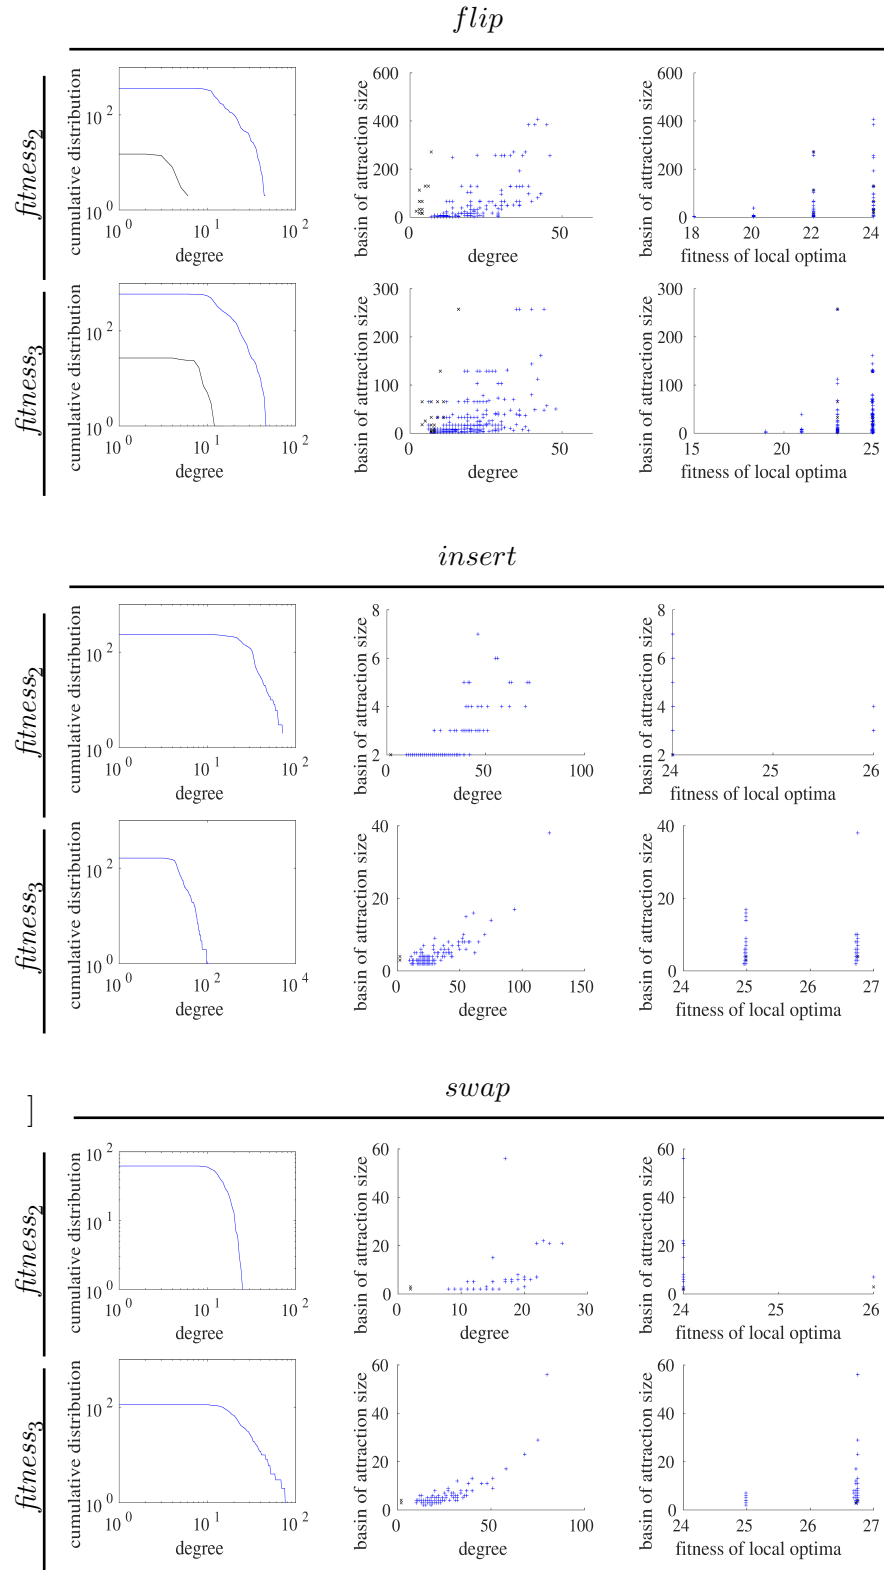 flip
fitness2
cumulative distribution
10^2
10^0
10^0 10^1 10^2
degree
basin of attraction size
600
400
200
0
0 50
degree
basin of attraction size
600
400
200
0
18 20 22 24
fitness of local optima
fitness3
cumulative distribution
10^2
10^0
10^0 10^1 10^2
degree
basin of attraction size
300
200
100
0
0 50
degree
basin of attraction size
300
200
100
0
15 20 25
fitness of local optima
insert
fitness2
cumulative distribution
10^2
10^0
10^0 10^1 10^2
degree
basin of attraction size
8
6
4
2
0 50 100
degree
basin of attraction size
8
6
4
2
24 25 26
fitness of local optima
fitness3
cumulative distribution
10^2
10^0
10^0 10^2 10^4
degree
basin of attraction size
40
20
0
0 50 100 150
degree
basin of attraction size
40
20
0
24 25 26 27
fitness of local optima
swap
]
fitness2
cumulative distribution
10^2
10^1
10^0
10^0 10^1 10^2
degree
basin of attraction size
60
40
20
0
0 10 20 30
degree
basin of attraction size
60
40
20
0
24 25 26
fitness of local optima
fitness3
cumulative distribution
10^2
10^0
10^0 10^1 10^2
degree
basin of attraction size
60
40
20
0
0 50 100
degree
basin of attraction size
60
40
20
0
24 25 26 27
fitness of local optima